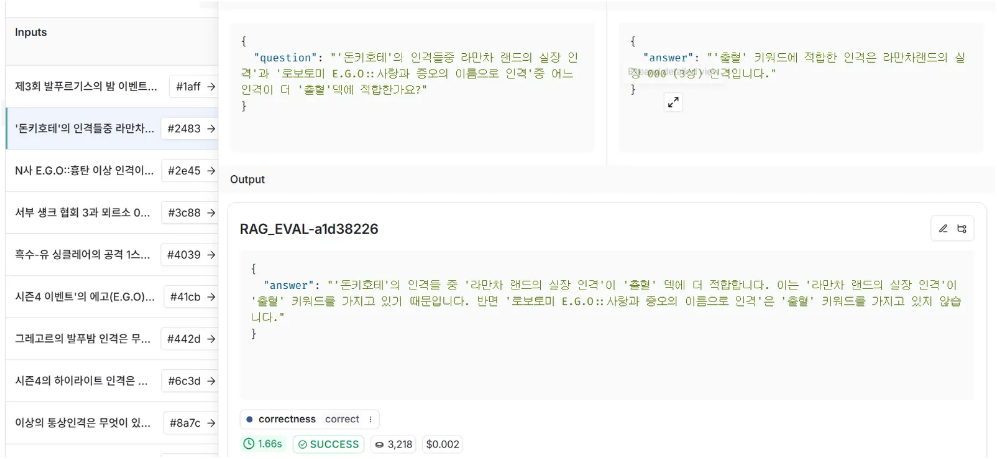 Inputs
제3회 발푸르기스의 밤 이벤트... #1aff →
'돈키호테'의 인격들중 라만차... #2483 →
N사 E.G.O::흉탄 이상 인격이... #2e45 →
서부 섕크 협회 3과 뫼르소 0... #3c88 →
흑수-유 싱클레어의 공격 1스... #4039 →
시즌4 이벤트'의 에고(E.G.O)... #41cb →
그레고르의 발푸밤 인격은 무... #442d →
시즌4의 하이라이트 인격은 ... #6c3d →
이상의 통상인격은 무엇이 있... #8a7c →
{
"question": "'돈키호테'의 인격들중 라만차 랜드의 실장 인
격'과 '로보토미 E.G.O::사랑과 증오의 이름으로 인격'중 어느
인격이 더 '출혈'덱에 적합한가요?"
}
{
"answer": "'출혈' 키워드에 적합한 인격은 라만차랜드의 실
장 000 (3성) 인격입니다."
}
Output
RAG_EVAL-a1d38226
{
"answer": "'돈키호테'의 인격들 중 '라만차 랜드의 실장 인격'이 '출혈' 덱에 더 적합합니다. 이는 '라만차 랜드의 실장 인격'이
'출혈' 키워드를 가지고 있기 때문입니다. 반면 '로보토미 E.G.O::사랑과 증오의 이름으로 인격'은 '출혈' 키워드를 가지고 있지 않습
니다."
}
correctness correct
1.66s SUCCESS 3,218 $0.002